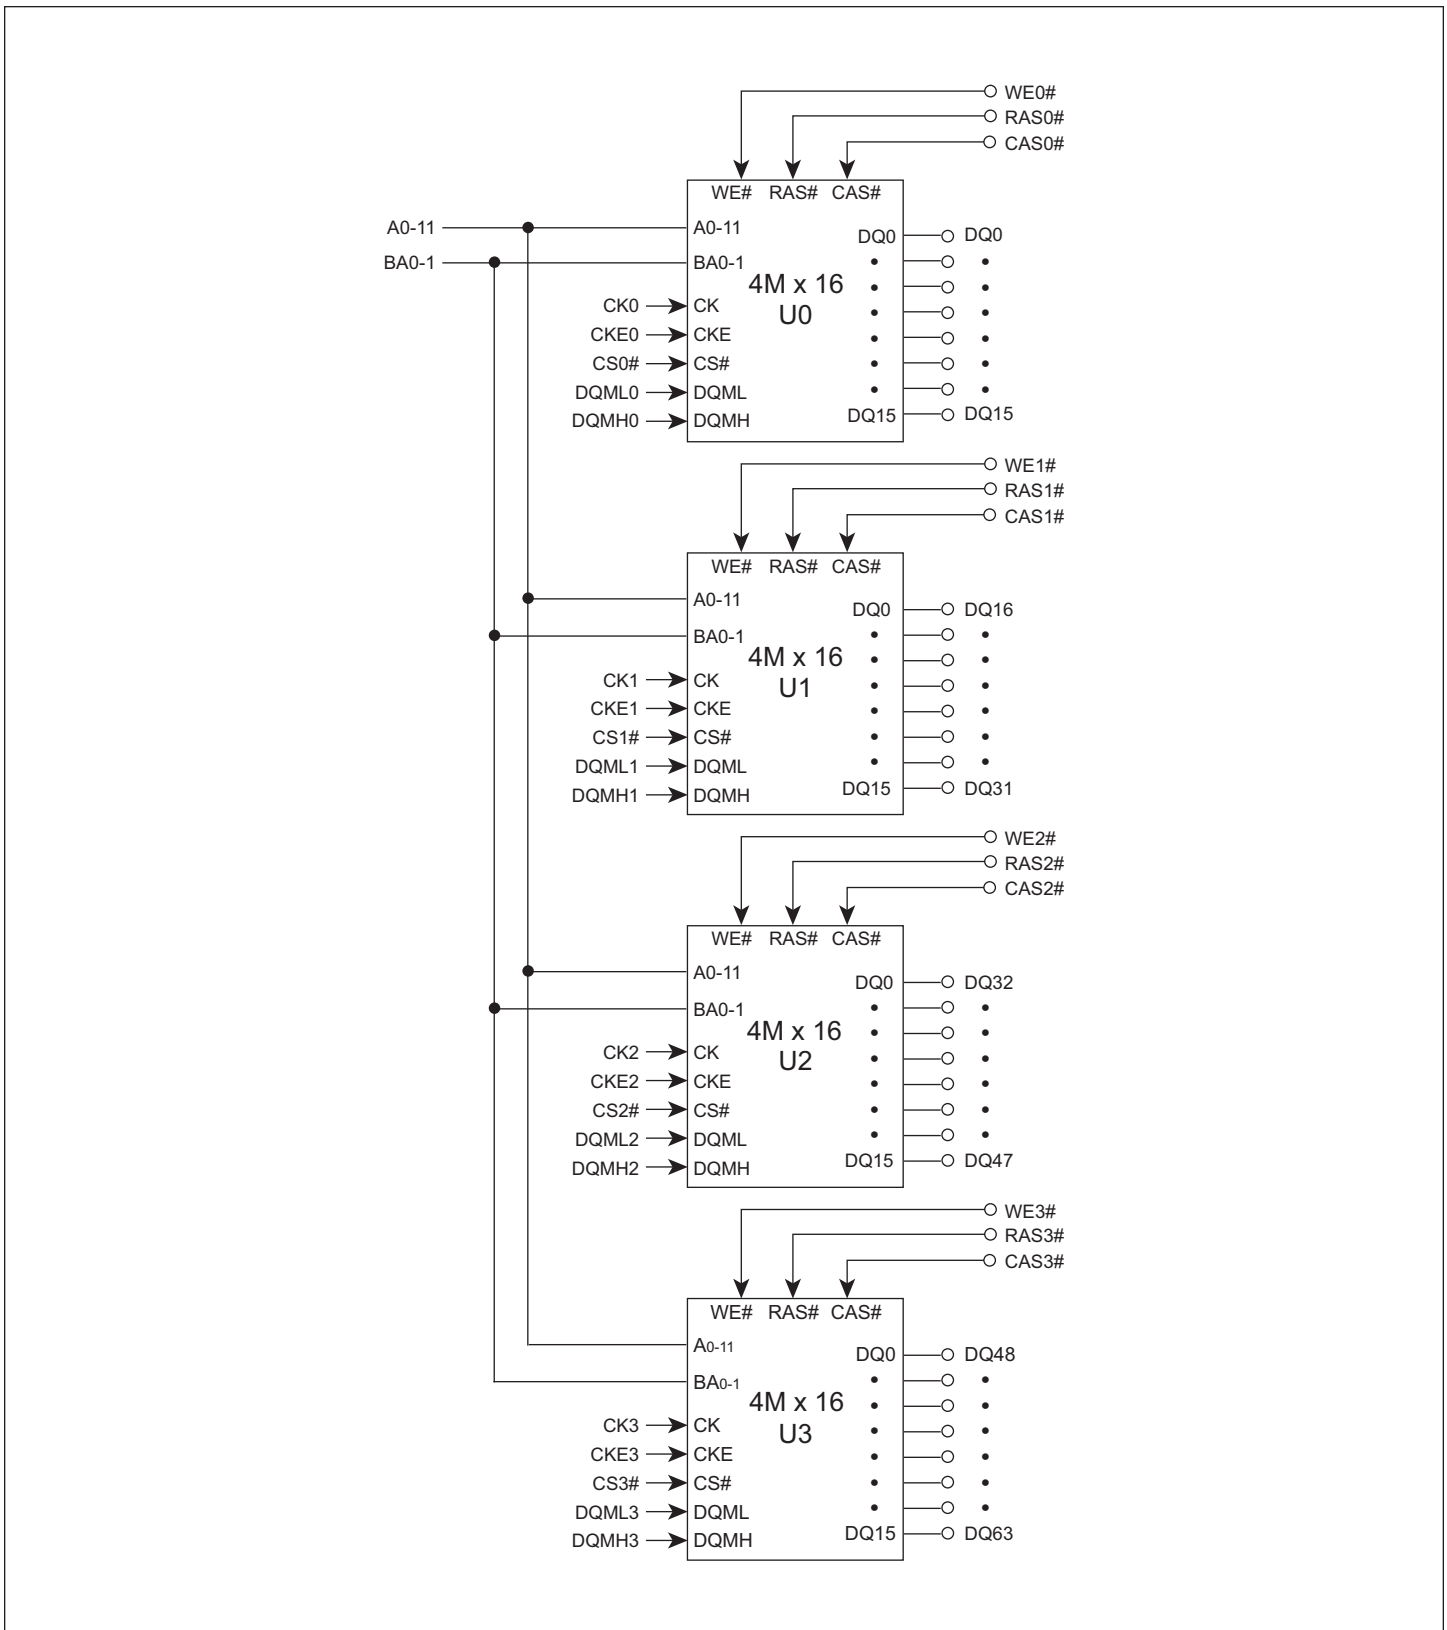 WE0#
RAS0#
CAS0#
WE# RAS# CAS#
A0-11 A0-11 DQ0 DQ0
BA0-1 BA0-1
4M x 16
U0
CK0 CK
CKE0 CKE
CS0# CS#
DQML0 DQML
DQMH0 DQMH DQ15 DQ15
WE1#
RAS1#
CAS1#
WE# RAS# CAS#
A0-11 DQ0 DQ16
BA0-1
4M x 16
U1
CK1 CK
CKE1 CKE
CS1# CS#
DQML1 DQML
DQMH1 DQMH DQ15 DQ31
WE2#
RAS2#
CAS2#
WE# RAS# CAS#
A0-11 DQ0 DQ32
BA0-1
4M x 16
U2
CK2 CK
CKE2 CKE
CS2# CS#
DQML2 DQML
DQMH2 DQMH DQ15 DQ47
WE3#
RAS3#
CAS3#
WE# RAS# CAS#
A0-11 DQ0 DQ48
BA0-1
4M x 16
U3
CK3 CK
CKE3 CKE
CS3# CS#
DQML3 DQML
DQMH3 DQMH DQ15 DQ63